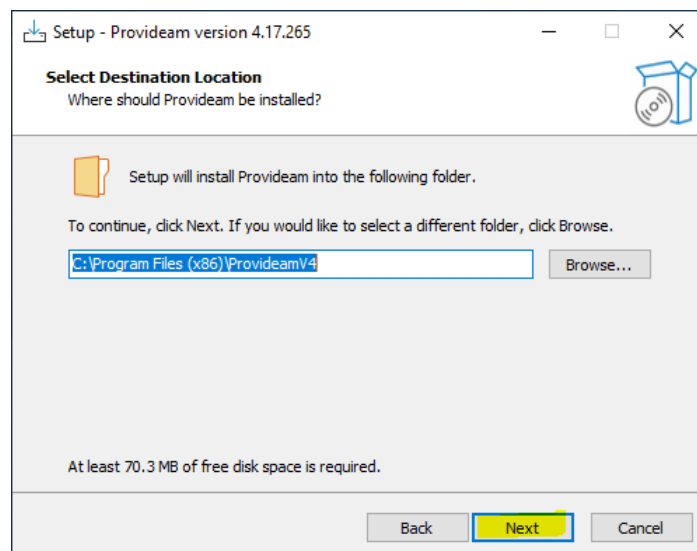 Setup - Provideam version 4.17.265
Select Destination Location
Where should Provideam be installed?
Setup will install Provideam into the following folder.
To continue, click Next. If you would like to select a different folder, click Browse.
C:\Program Files (x86)\ProvideamV4
Browse...
At least 70.3 MB of free disk space is required.
Back
Next
Cancel